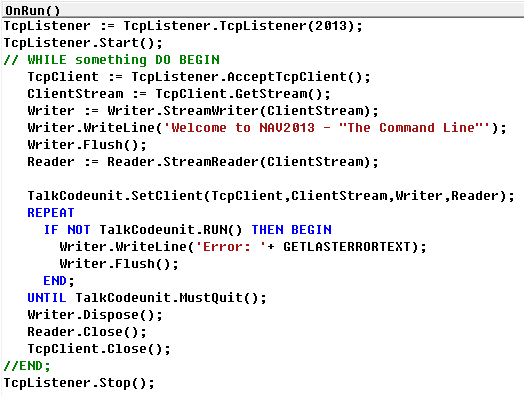 OnRun()
TcpListener := TcpListener.TcpListener(2013);
TcpListener.Start();
// WHILE something DO BEGIN
TcpClient := TcpListener.AcceptTcpClient();
ClientStream := TcpClient.GetStream();
Writer := Writer.StreamWriter(ClientStream);
Writer.WriteLine('Welcome to NAV2013 - "The Command Line"');
Writer.Flush();
Reader := Reader.StreamReader(ClientStream);
TalkCodeunit.SetClient(TcpClient,ClientStream,Writer,Reader);
REPEAT
IF NOT TalkCodeunit.RUN() THEN BEGIN
Writer.WriteLine('Error: '+ GETLASTERRORTEXT);
Writer.Flush();
END;
UNTIL TalkCodeunit.MustQuit();
Writer.Dispose();
Reader.Close();
TcpClient.Close();
//END;
TcpListener.Stop();